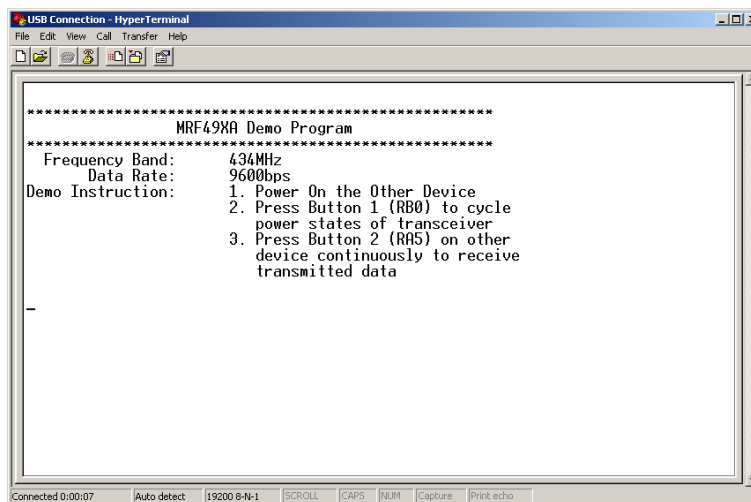 USB Connection - HyperTerminal
File Edit View Call Transfer Help
******************************************************
MRF49XA Demo Program
******************************************************
Frequency Band: 434MHz
Data Rate: 9600bps
Demo Instruction: 1. Power On the Other Device
2. Press Button 1 (RB0) to cycle
power states of transceiver
3. Press Button 2 (RA5) on other
device continuously to receive
transmitted data
_
Connected 0:00:07 Auto detect 19200 8-N-1 SCROLL CAPS NUM Capture Print echo